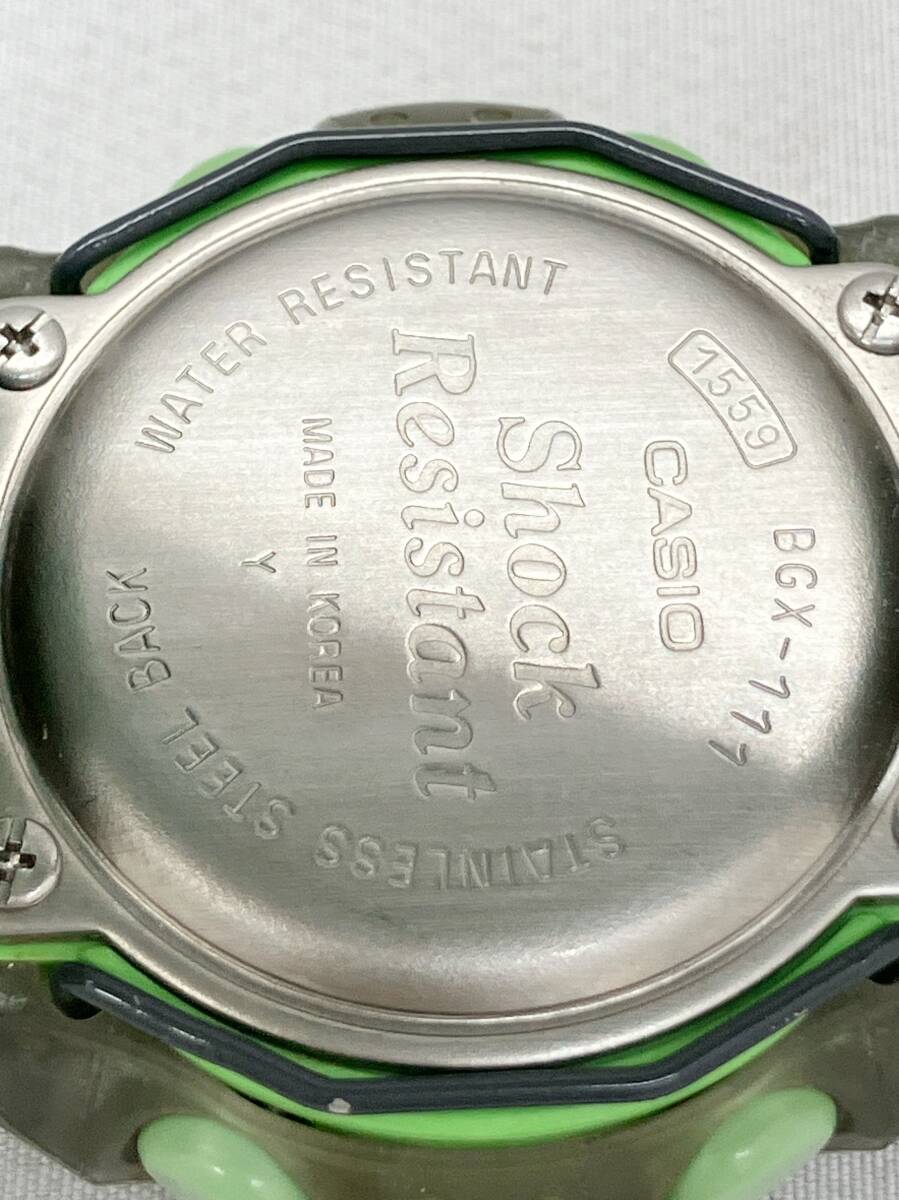 1559
BGX-111
CASIO
Shock
Resistant
MADE IN KOREA
Y
WATER RESISTANT
STAINLESS STEEL BACK